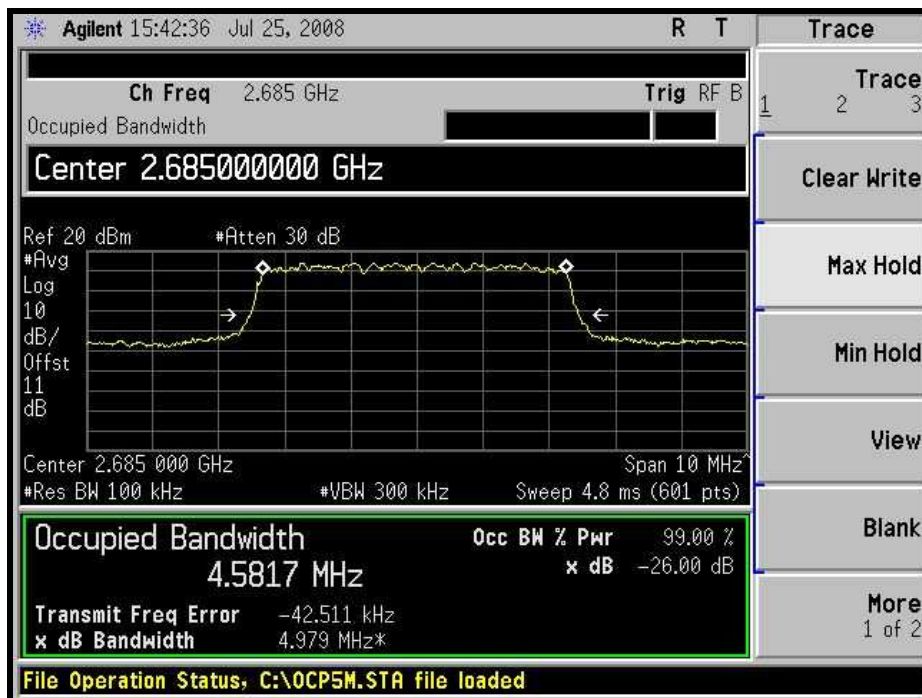 Agilent 15:42:36 Jul 25, 2008 R T
Ch Freq 2.685 GHz Trig RF B
Occupied Bandwidth
Center 2.685000000 GHz
Ref 20 dBm #Atten 30 dB
#Avg
Log
10
dB/
Offst
11
dB
Center 2.685 000 GHz Span 10 MHz^
#Res BW 100 kHz #VBW 300 kHz Sweep 4.8 ms (601 pts)
Occupied Bandwidth Occ BW % Pwr 99.00 %
4.5817 MHz x dB -26.00 dB
Transmit Freq Error -42.511 kHz
x dB Bandwidth 4.979 MHz*
File Operation Status, C:\OCP5M.STA file loaded
Trace
Trace
1 2 3
Clear Write
Max Hold
Min Hold
View
Blank
More
1 of 2